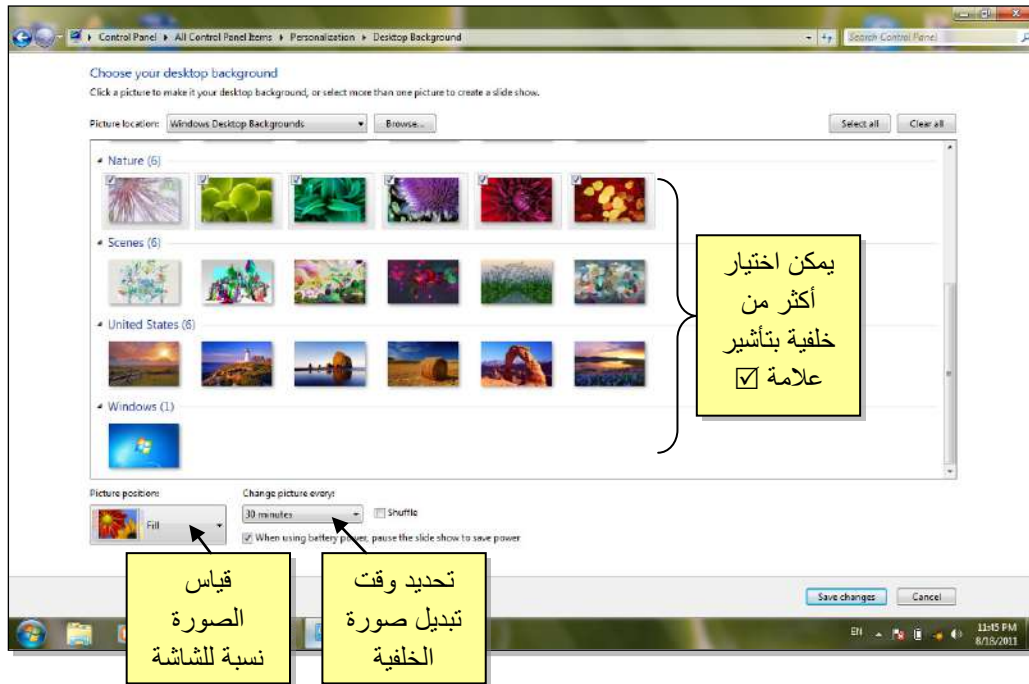 Control Panel ▸ All Control Panel Items ▸ Personalization ▸ Desktop Background
Search Control Panel
Choose your desktop background
Click a picture to make it your desktop background, or select more than one picture to create a slide show.
Picture location: Windows Desktop Backgrounds Browse... Select all Clear all
Nature (6)
Scenes (6)
United States (6)
Windows (1)
يمكن اختيار
أكثر من
خلفية بتأشير
علامة ☑
Picture position: Change picture every:
Fill 30 minutes Shuffle
When using battery power, pause the slide show to save power
قياس
الصورة
نسبة للشاشة
تحديد وقت
تبديل صورة
الخلفية
Save changes Cancel
EN 11:45 PM
8/18/2011